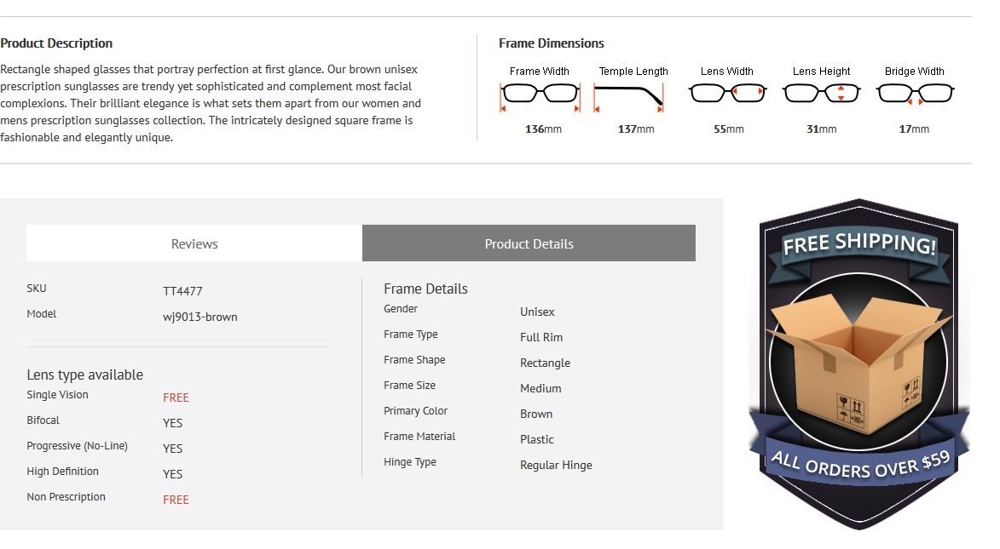 Product Description
Rectangle shaped glasses that portray perfection at first glance. Our brown unisex
prescription sunglasses are trendy yet sophisticated and complement most facial
complexions. Their brilliant elegance is what sets them apart from our women and
mens prescription sunglasses collection. The intricately designed square frame is
fashionable and elegantly unique.
Frame Dimensions
Frame Width Temple Length Lens Width Lens Height Bridge Width
136mm 137mm 55mm 31mm 17mm
Reviews Product Details
SKU TT4477
Model wj9013-brown
Lens type available
Single Vision FREE
Bifocal YES
Progressive (No-Line) YES
High Definition YES
Non Prescription FREE
Frame Details
Gender Unisex
Frame Type Full Rim
Frame Shape Rectangle
Frame Size Medium
Primary Color Brown
Frame Material Plastic
Hinge Type Regular Hinge
FREE SHIPPING!
ALL ORDERS OVER $59